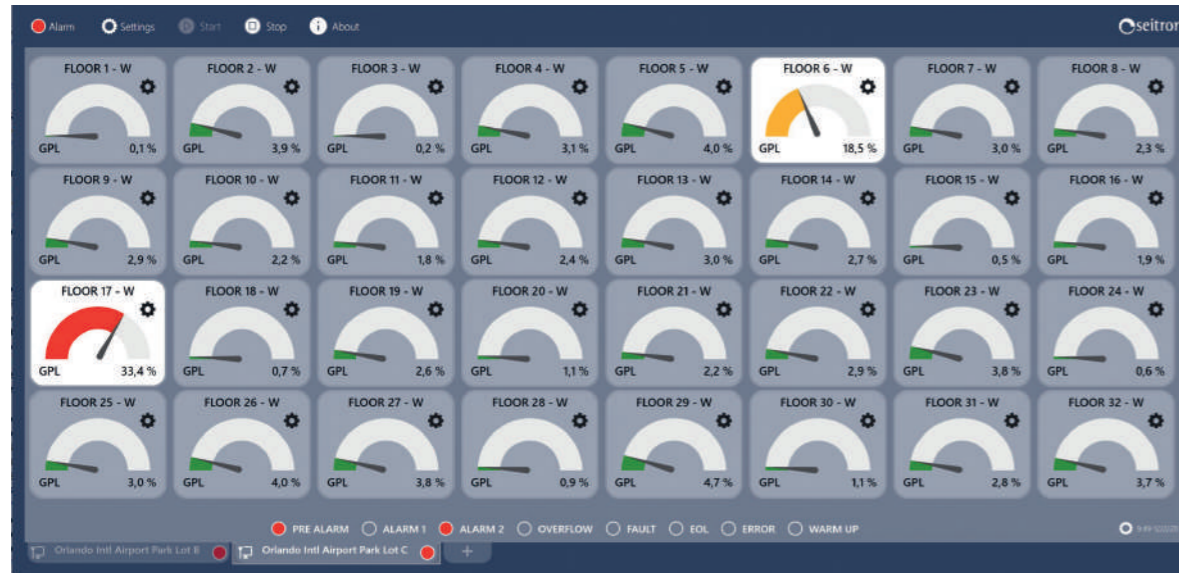 Alarm Settings Start Stop About seitron
FLOOR 1 - W FLOOR 2 - W FLOOR 3 - W FLOOR 4 - W FLOOR 5 - W FLOOR 6 - W FLOOR 7 - W FLOOR 8 - W
GPL 0,1 % GPL 3,9 % GPL 0,2 % GPL 3,1 % GPL 4,0 % GPL 18,5 % GPL 3,0 % GPL 2,3 %
FLOOR 9 - W FLOOR 10 - W FLOOR 11 - W FLOOR 12 - W FLOOR 13 - W FLOOR 14 - W FLOOR 15 - W FLOOR 16 - W
GPL 2,9 % GPL 2,2 % GPL 1,8 % GPL 2,4 % GPL 3,0 % GPL 2,7 % GPL 0,5 % GPL 1,9 %
FLOOR 17 - W FLOOR 18 - W FLOOR 19 - W FLOOR 20 - W FLOOR 21 - W FLOOR 22 - W FLOOR 23 - W FLOOR 24 - W
GPL 33,4 % GPL 0,7 % GPL 2,6 % GPL 1,1 % GPL 2,2 % GPL 2,9 % GPL 3,8 % GPL 0,6 %
FLOOR 25 - W FLOOR 26 - W FLOOR 27 - W FLOOR 28 - W FLOOR 29 - W FLOOR 30 - W FLOOR 31 - W FLOOR 32 - W
GPL 3,0 % GPL 4,0 % GPL 3,8 % GPL 0,9 % GPL 4,7 % GPL 1,1 % GPL 2,8 % GPL 3,7 %
PRE ALARM ALARM 1 ALARM 2 OVERFLOW FAULT EOL ERROR WARM UP
Orlando Intl Airport Park Lot B Orlando Intl Airport Park Lot C +